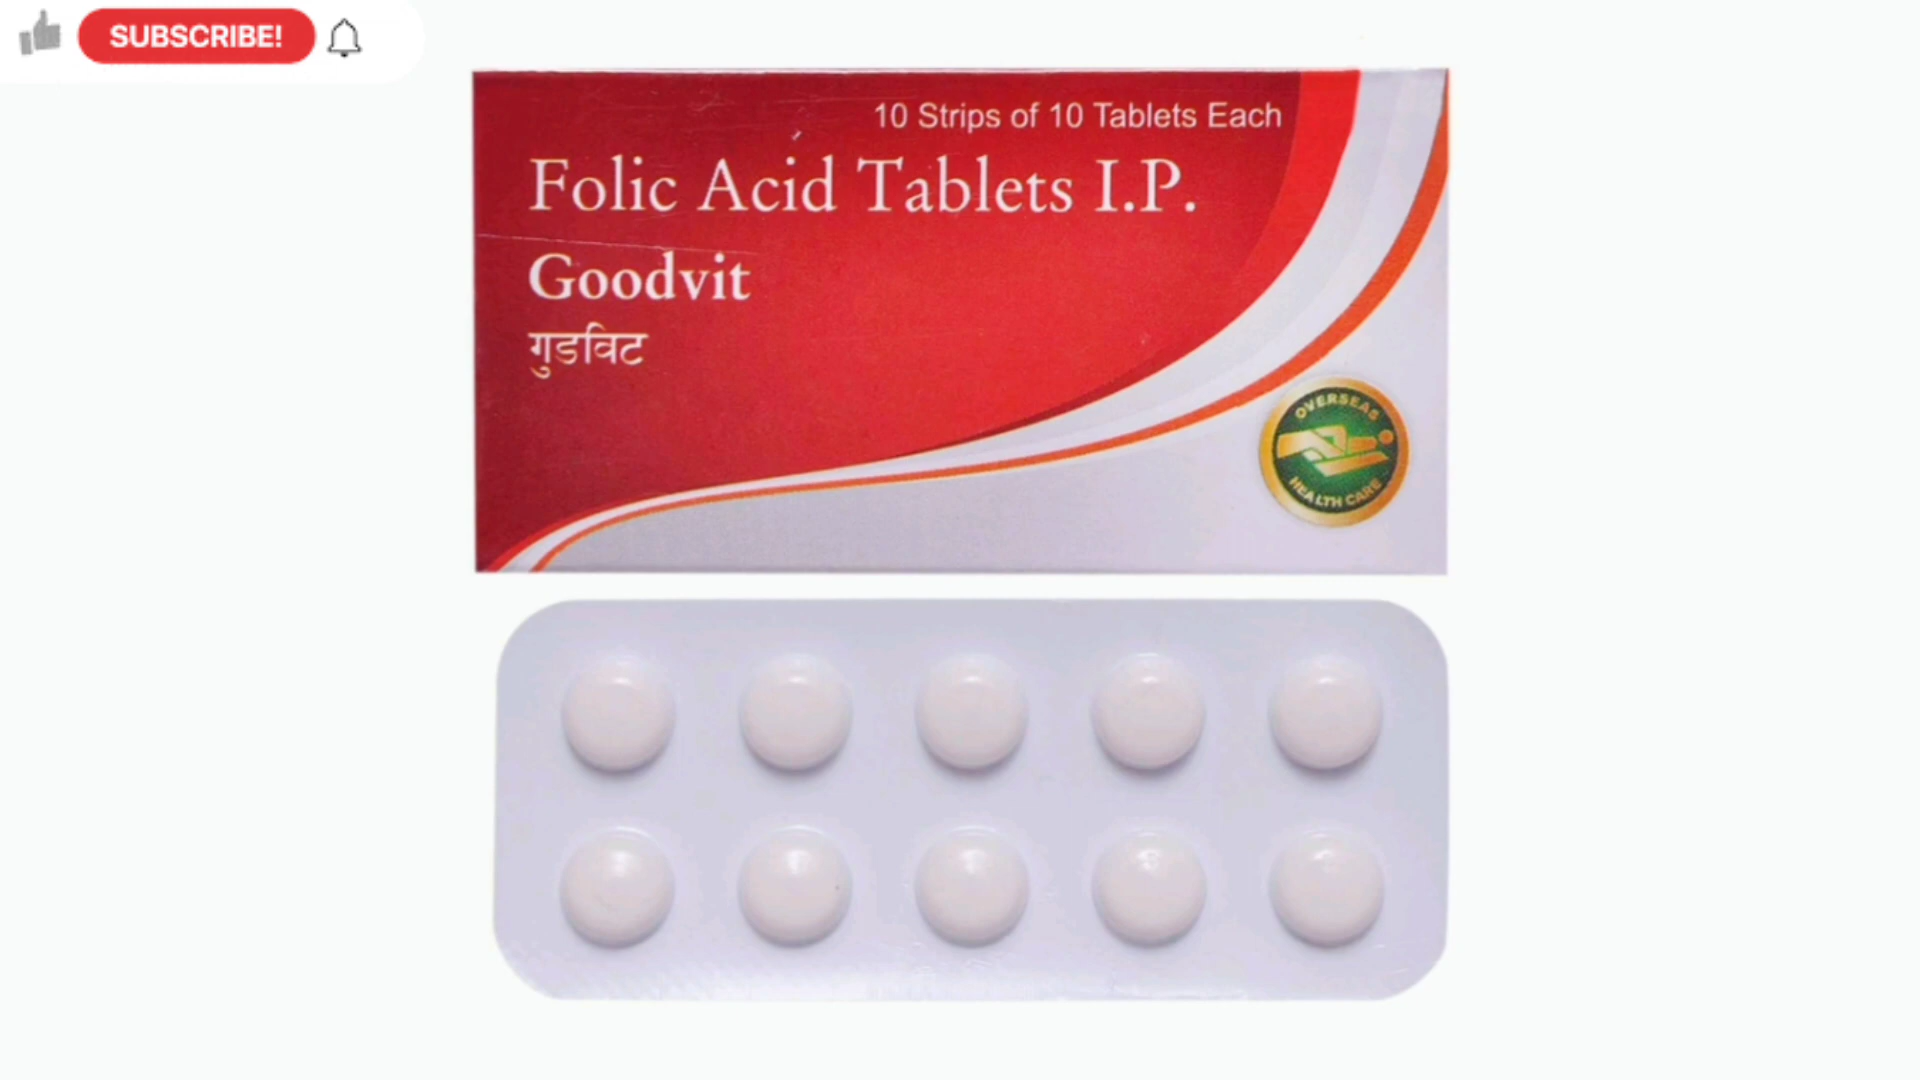 SUBSCRIBE!
10 Strips of 10 Tablets Each
Folic Acid Tablets I.P.
Goodvit
गुडविट
OVERSEAS
HEALTH CARE